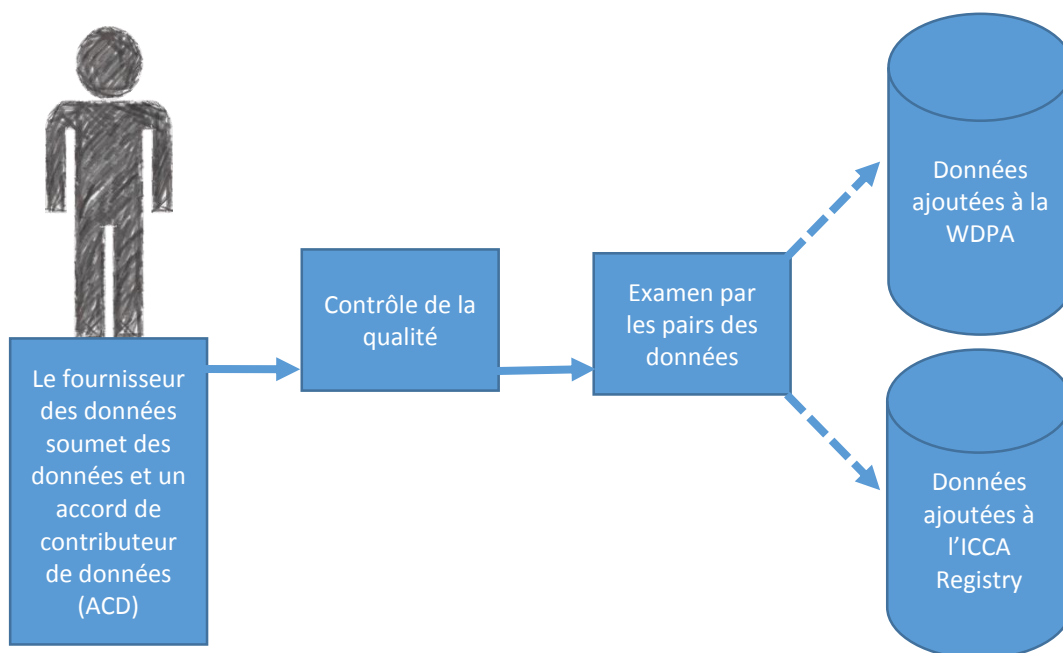 Le fournisseur
des données
soumet des
données et un
accord de
contributeur
de données
(ACD)
Contrôle de la
qualité
Examen par
les pairs des
données
Données
ajoutées à la
WDPA
Données
ajoutées à
l’ICCA
Registry